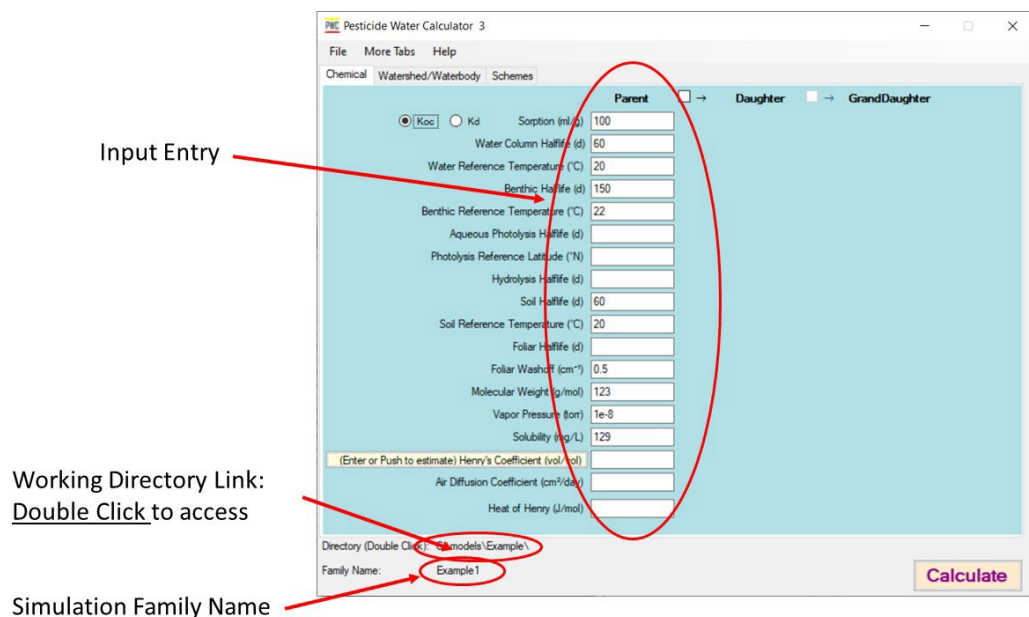 PWC Pesticide Water Calculator 3
File More Tabs Help
Chemical Watershed/Waterbody Schemes
Parent → Daughter → GrandDaughter
Koc Kd Sorption (ml/g) 100
Water Column Halflife (d) 60
Input Entry
Water Reference Temperature (°C) 20
Benthic Halflife (d) 150
Benthic Reference Temperature (°C) 22
Aqueous Photolysis Halflife (d)
Photolysis Reference Latitude (°N)
Hydrolysis Halflife (d)
Soil Halflife (d) 60
Soil Reference Temperature (°C) 20
Foliar Halflife (d)
Foliar Washoff (cm⁻¹) 0.5
Molecular Weight (g/mol) 123
Vapor Pressure (torr) 1e-8
Solubility (mg/L) 129
(Enter or Push to estimate) Henry's Coefficient (vol/vol)
Air Diffusion Coefficient (cm²/day)
Heat of Henry (J/mol)
Working Directory Link:
Double Click to access
Directory (Double Click): C:\models\Example\
Family Name: Example1
Calculate
Simulation Family Name